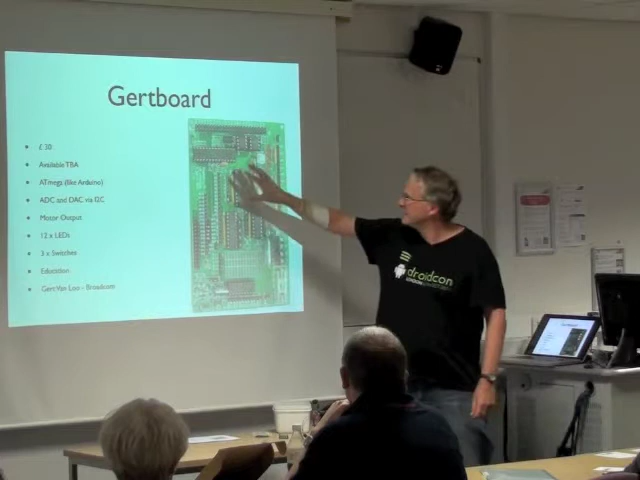 Gertboard
• £ 30
• Available TBA
• ATmega (like Arduino)
• ADC and DAC via I2C
• Motor Output
• 12 x LEDs
• 3 x Switches
• Education
• Gert Van Loo - Broadcom
droidcon
LONDON